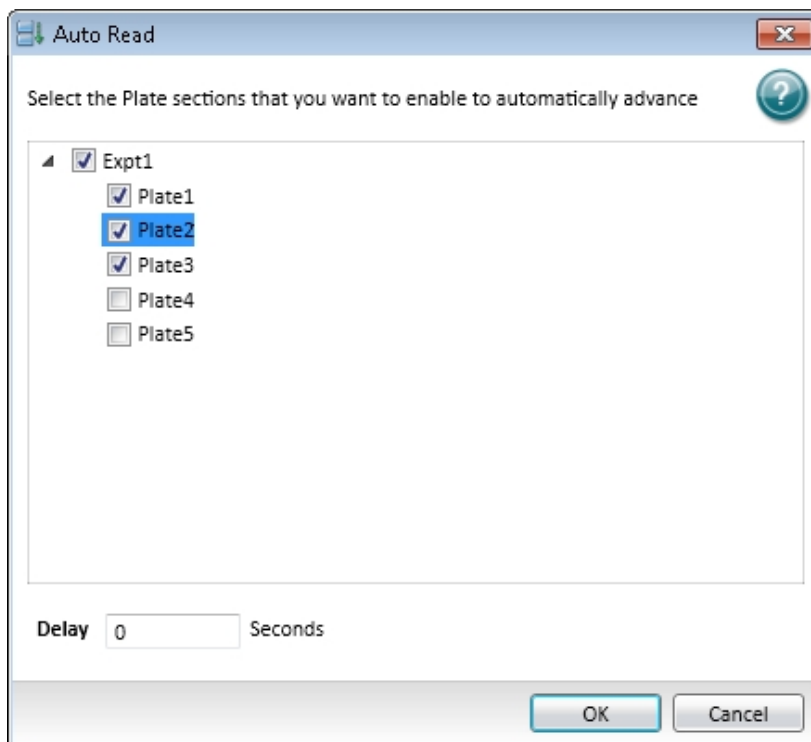 Auto Read
Select the Plate sections that you want to enable to automatically advance
?
Expt1
Plate1
Plate2
Plate3
Plate4
Plate5
Delay 0 Seconds
OK Cancel